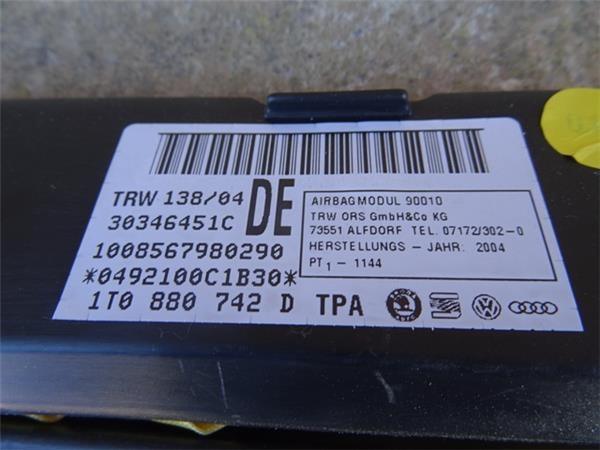 TRW 138/04 DE
30346451C
1008567980290
*0492100C1B30*
1T0 880 742 D TPA
AIRBAGMODUL 90010
TRW ORS GmbH&Co KG
73551 ALFDORF TEL. 07172/302-0
HERSTELLUNGS - JAHR: 2004
PT1 - 1144